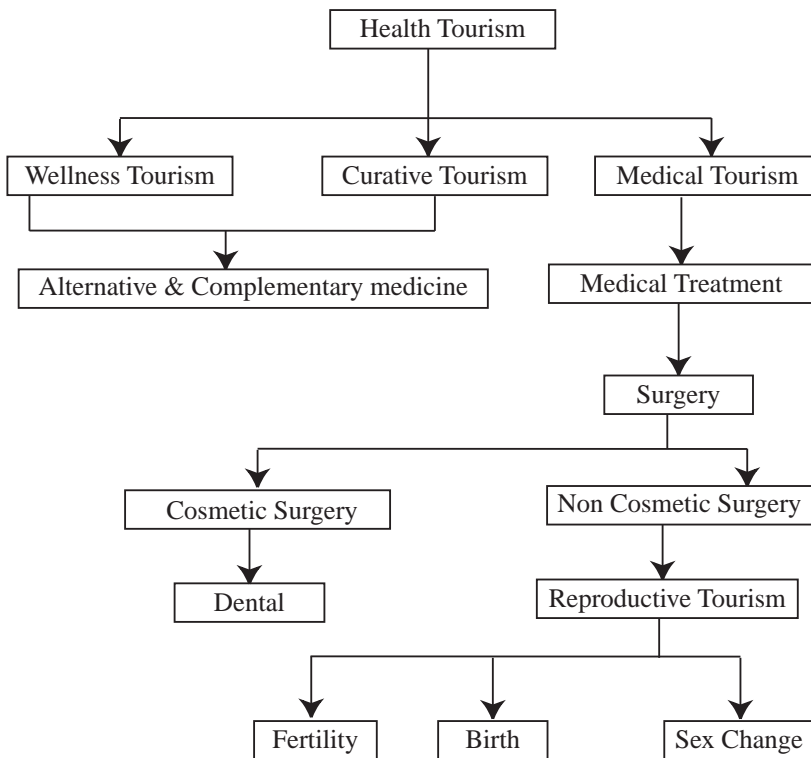 Health Tourism
Wellness Tourism
Curative Tourism
Medical Tourism
Alternative & Complementary medicine
Medical Treatment
Surgery
Cosmetic Surgery
Non Cosmetic Surgery
Dental
Reproductive Tourism
Fertility
Birth
Sex Change